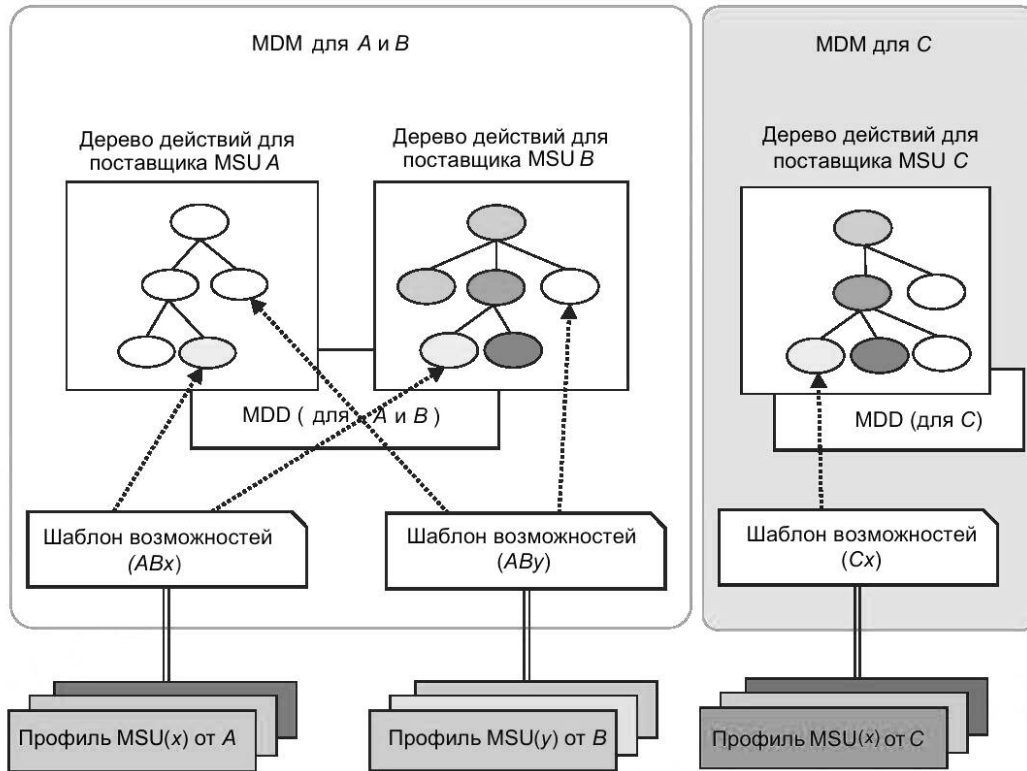 MDM для A и B
MDM для C
Дерево действий для
поставщика MSU A
Дерево действий для
поставщика MSU B
Дерево действий для
поставщика MSU C
MDD ( для A и B )
MDD (для C)
Шаблон возможностей
(ABx)
Шаблон возможностей
(ABy)
Шаблон возможностей
(Cx)
Профиль MSU(x) от A
Профиль MSU(y) от B
Профиль MSU(x) от C